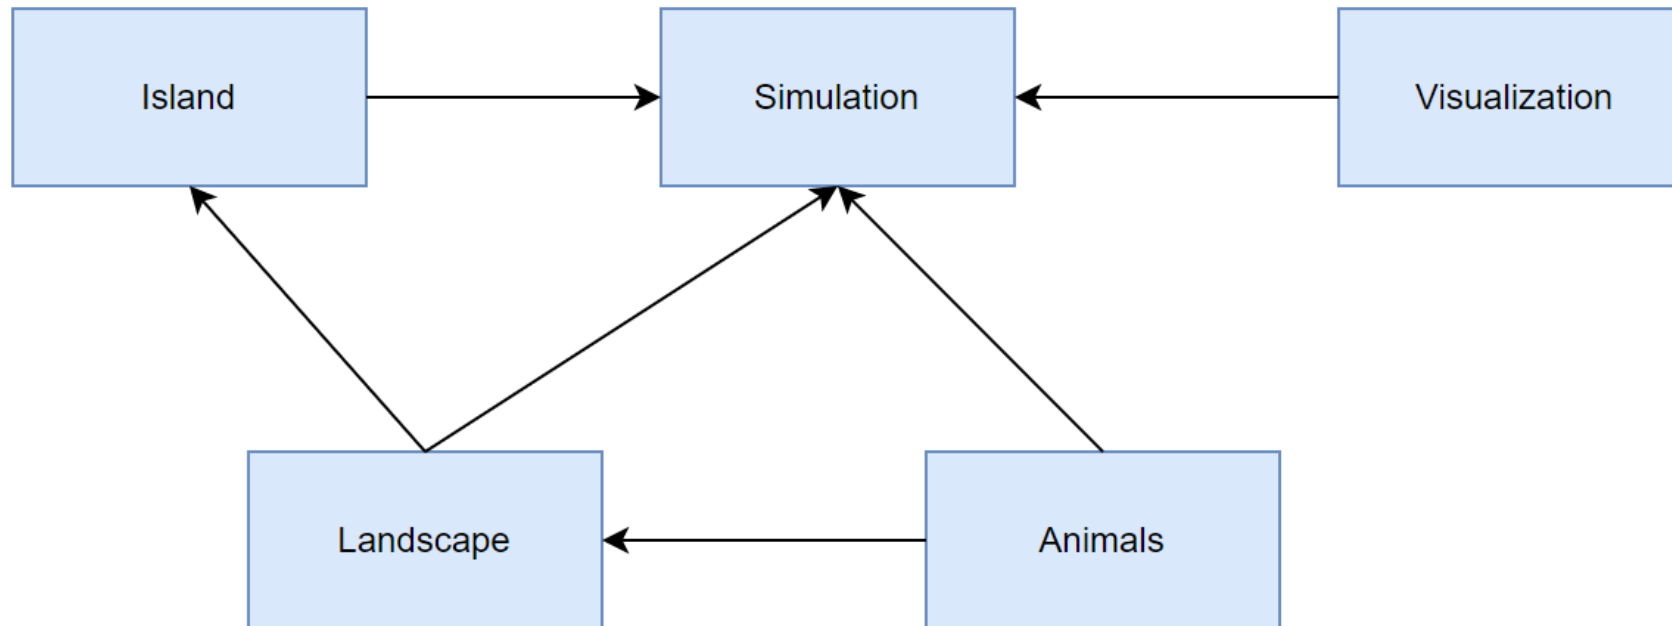 Island
Simulation
Visualization
Landscape
Animals